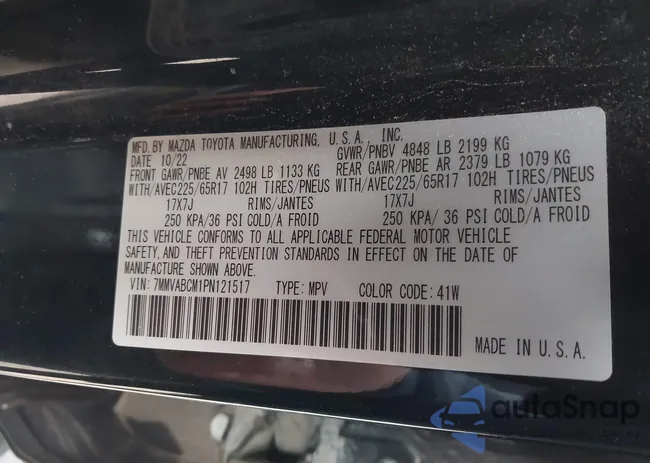 MFD. BY MAZDA TOYOTA MANUFACTURING, U.S.A., INC.
DATE 10/22 GVWR/PNBV 4848 LB 2199 KG
FRONT GAWR/PNBE AV 2498 LB 1133 KG REAR GAWR/PNBE AR 2379 LB 1079 KG
WITH/AVEC225/65R17 102H TIRES/PNEUS WITH/AVEC225/65R17 102H TIRES/PNEUS
17X7J RIMS/JANTES 17X7J RIMS/JANTES
250 KPA/36 PSI COLD/A FROID 250 KPA/36 PSI COLD/A FROID
THIS VEHICLE CONFORMS TO ALL APPLICABLE FEDERAL MOTOR VEHICLE
SAFETY, AND THEFT PREVENTION STANDARDS IN EFFECT ON THE DATE OF
MANUFACTURE SHOWN ABOVE.
VIN: 7MMVABCM1PN121517 TYPE: MPV COLOR CODE: 41W
MADE IN U.S.A.
autoSnap